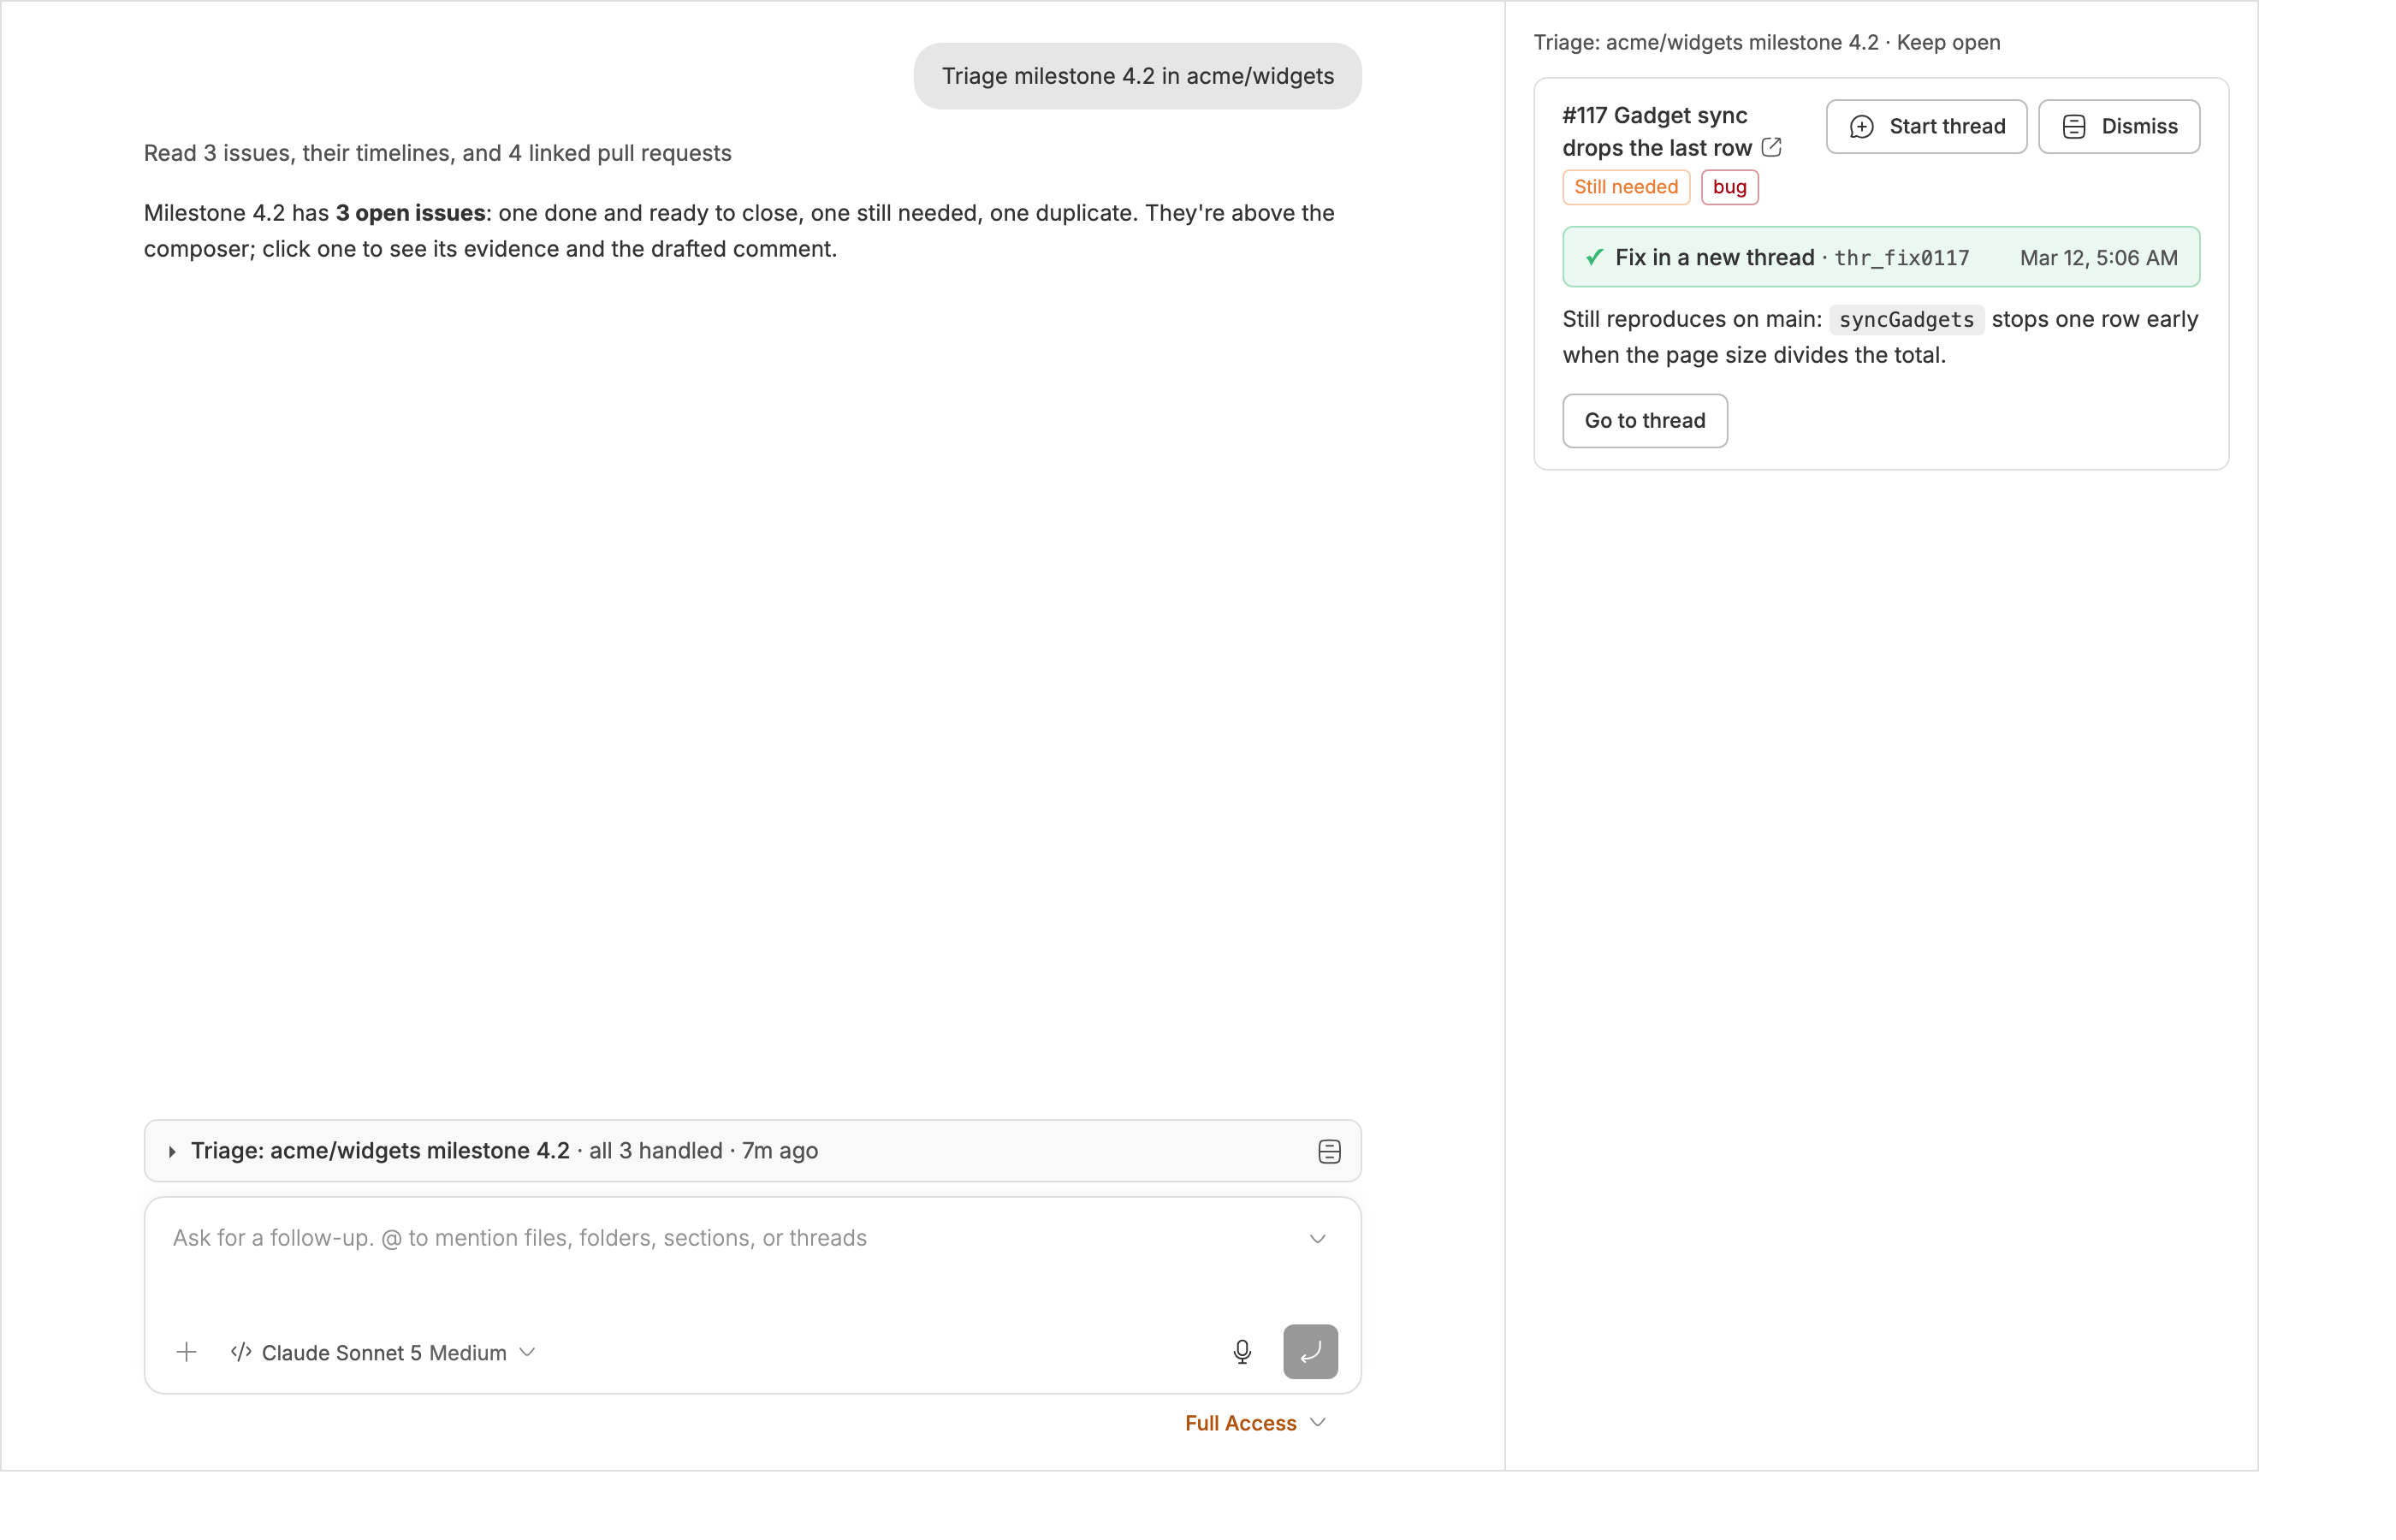 Triage milestone 4.2 in acme/widgets
Read 3 issues, their timelines, and 4 linked pull requests
Milestone 4.2 has 3 open issues: one done and ready to close, one still needed, one duplicate. They're above the
composer; click one to see its evidence and the drafted comment.
Triage: acme/widgets milestone 4.2 · all 3 handled · 7m ago
Ask for a follow-up. @ to mention files, folders, sections, or threads
</> Claude Sonnet 5 Medium
Full Access
Triage: acme/widgets milestone 4.2 · Keep open
#117 Gadget sync
drops the last row
Start thread
Dismiss
Still needed
bug
✓ Fix in a new thread · thr_fix0117
Mar 12, 5:06 AM
Still reproduces on main: syncGadgets stops one row early
when the page size divides the total.
Go to thread